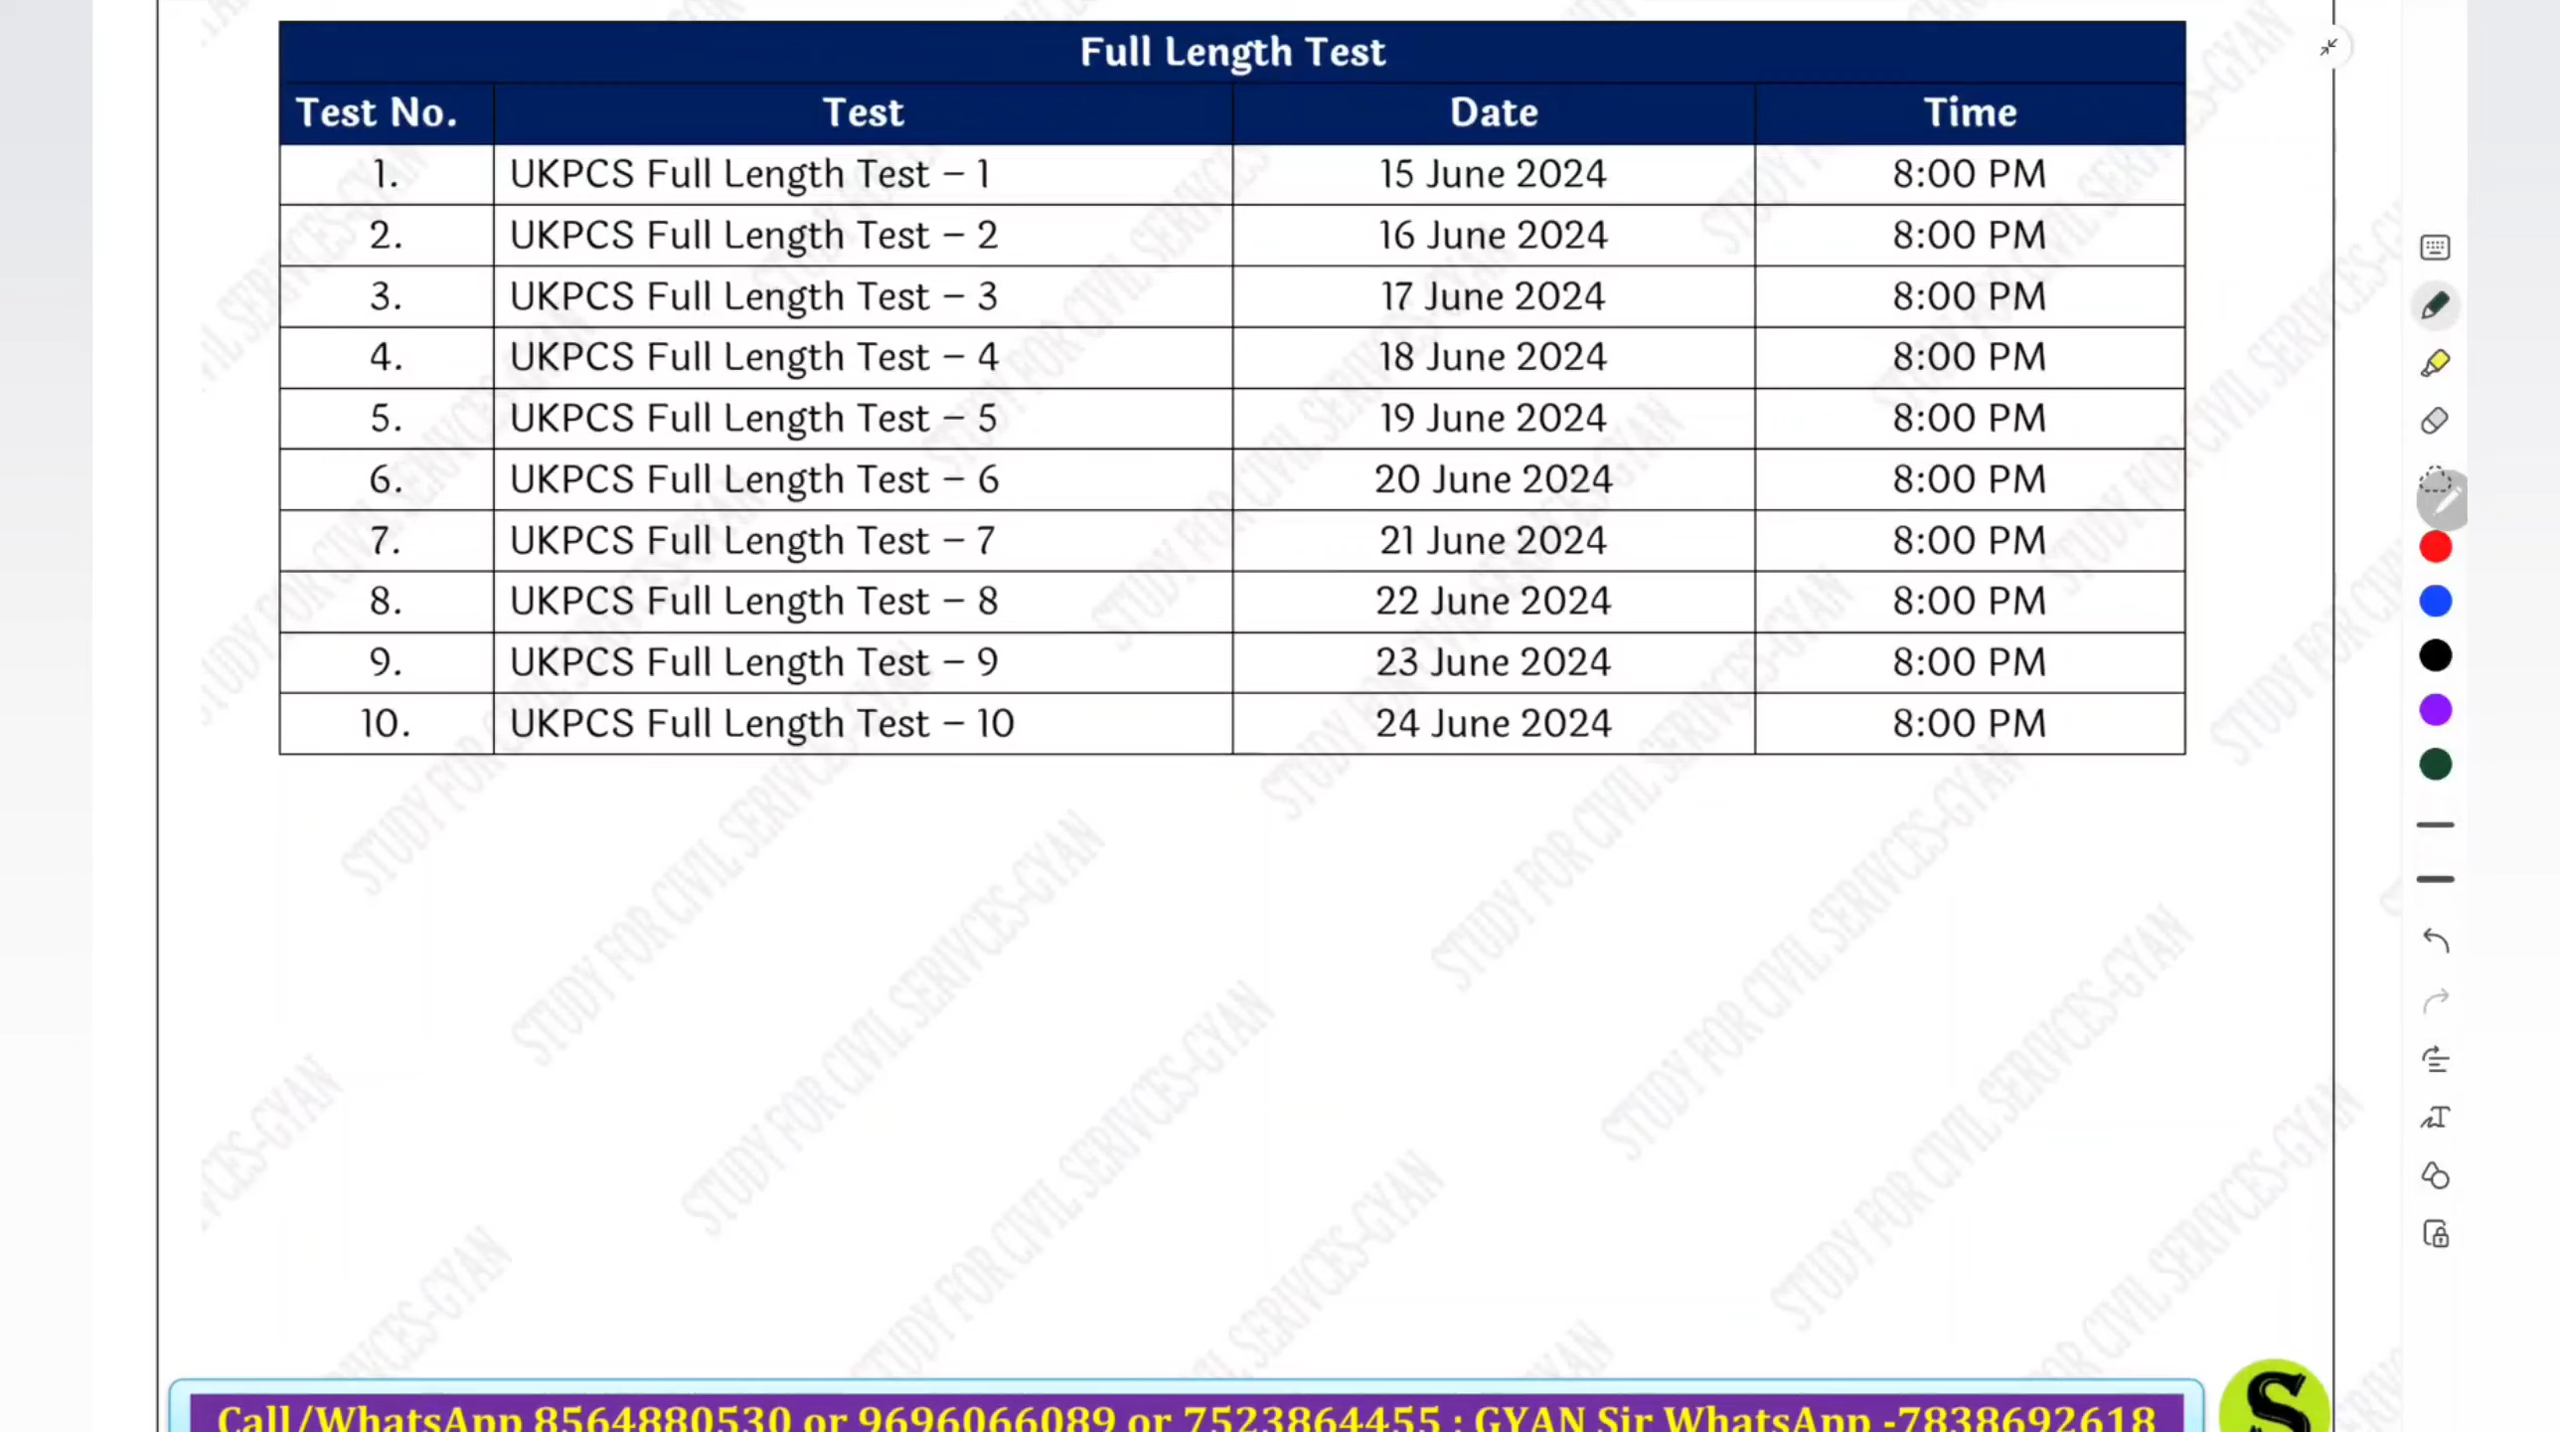 Full Length Test
Test No. Test Date Time
1. UKPCS Full Length Test – 1 15 June 2024 8:00 PM
2. UKPCS Full Length Test – 2 16 June 2024 8:00 PM
3. UKPCS Full Length Test – 3 17 June 2024 8:00 PM
4. UKPCS Full Length Test – 4 18 June 2024 8:00 PM
5. UKPCS Full Length Test – 5 19 June 2024 8:00 PM
6. UKPCS Full Length Test – 6 20 June 2024 8:00 PM
7. UKPCS Full Length Test – 7 21 June 2024 8:00 PM
8. UKPCS Full Length Test – 8 22 June 2024 8:00 PM
9. UKPCS Full Length Test – 9 23 June 2024 8:00 PM
10. UKPCS Full Length Test – 10 24 June 2024 8:00 PM
STUDY FOR CIVIL SERIVCES-GYAN
Call/WhatsApp 8564880530 or 9696066089 or 7523864455 : GYAN Sir WhatsApp -7838692618
S